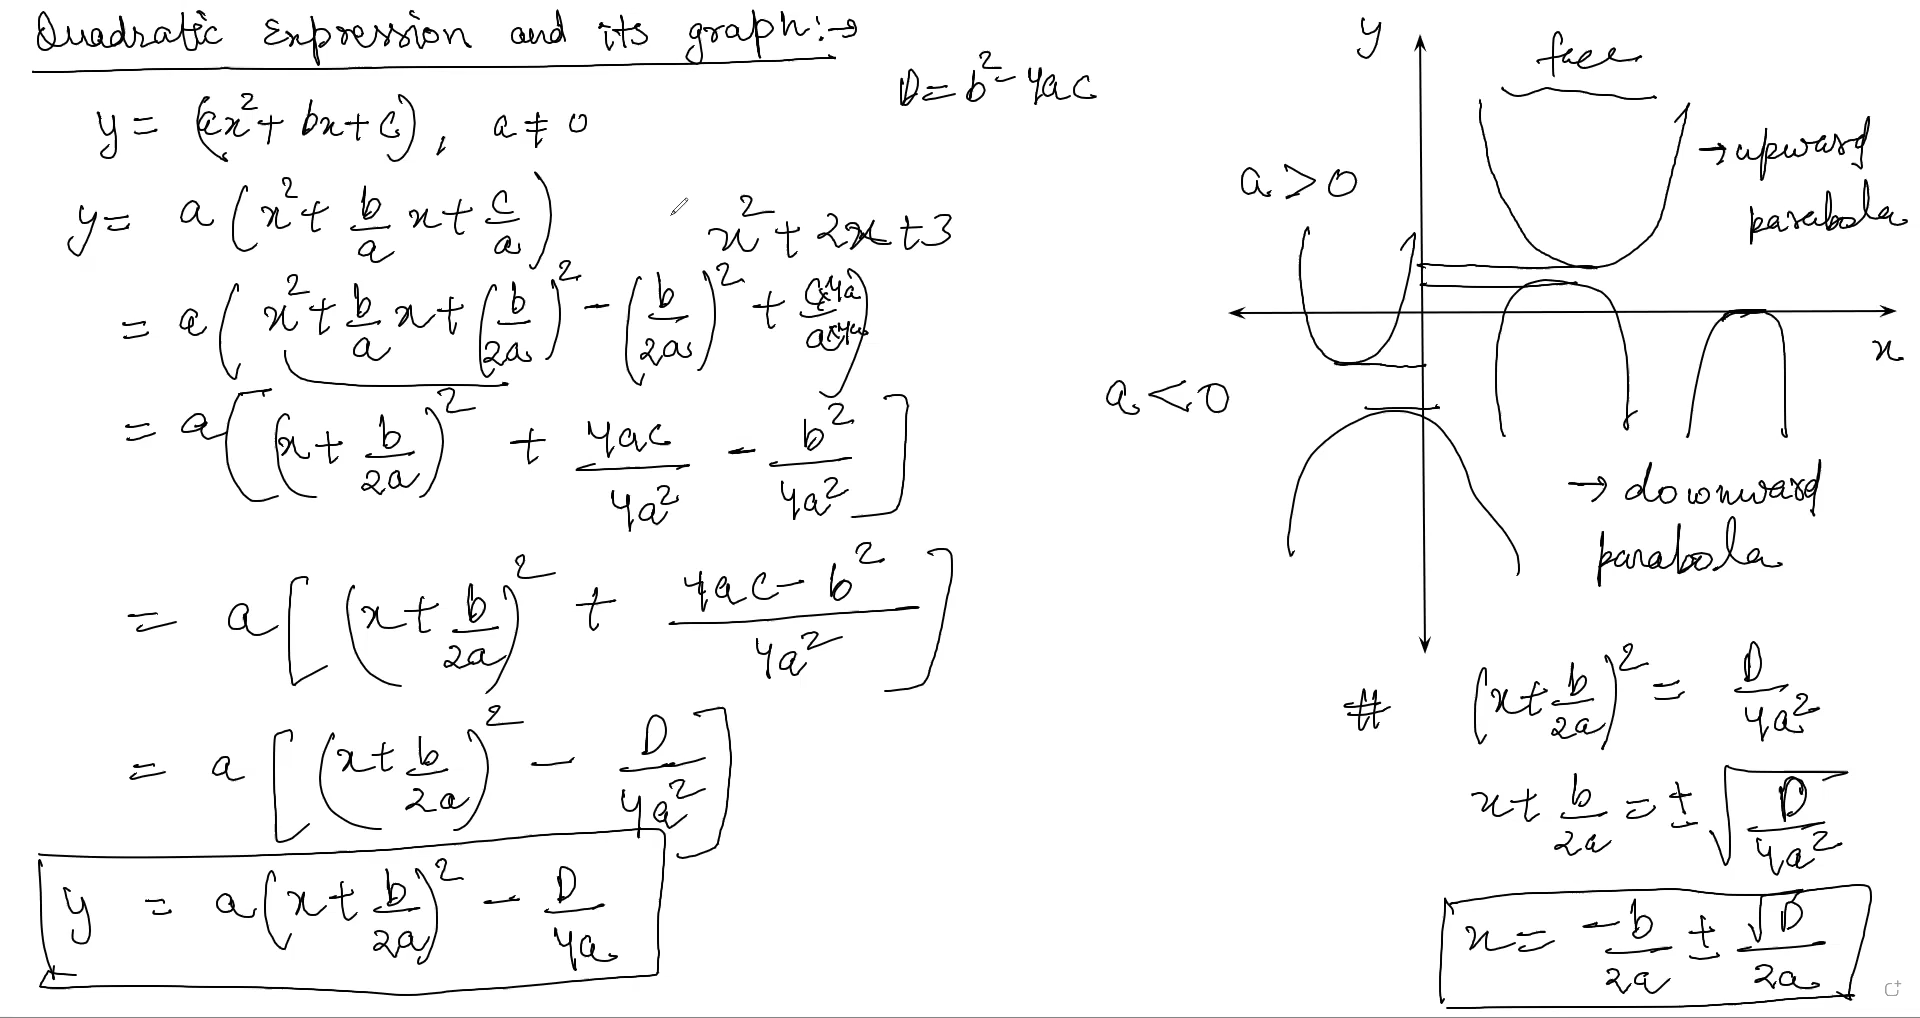 Quadratic Expression and its graph:→
D = b² - 4ac
y = (ax² + bx + c), a ≠ 0
y = a(x² + b/a x + c/a)
x² + 2x + 3
= a(x² + b/a x + (b/2a)² - (b/2a)² + c×4a/a×4a)
= a[(x + b/2a)² + 4ac/4a² - b²/4a²]
= a[(x + b/2a)² + 4ac - b²/4a²]
= a[(x + b/2a)² - D/4a²]
y = a(x + b/2a)² - D/4a
y
face
a > 0
→ upward
parabola
x
a < 0
→ downward
parabola
# (x + b/2a)² = D/4a²
x + b/2a = ± √D/4a²
x = -b/2a ± √D/2a